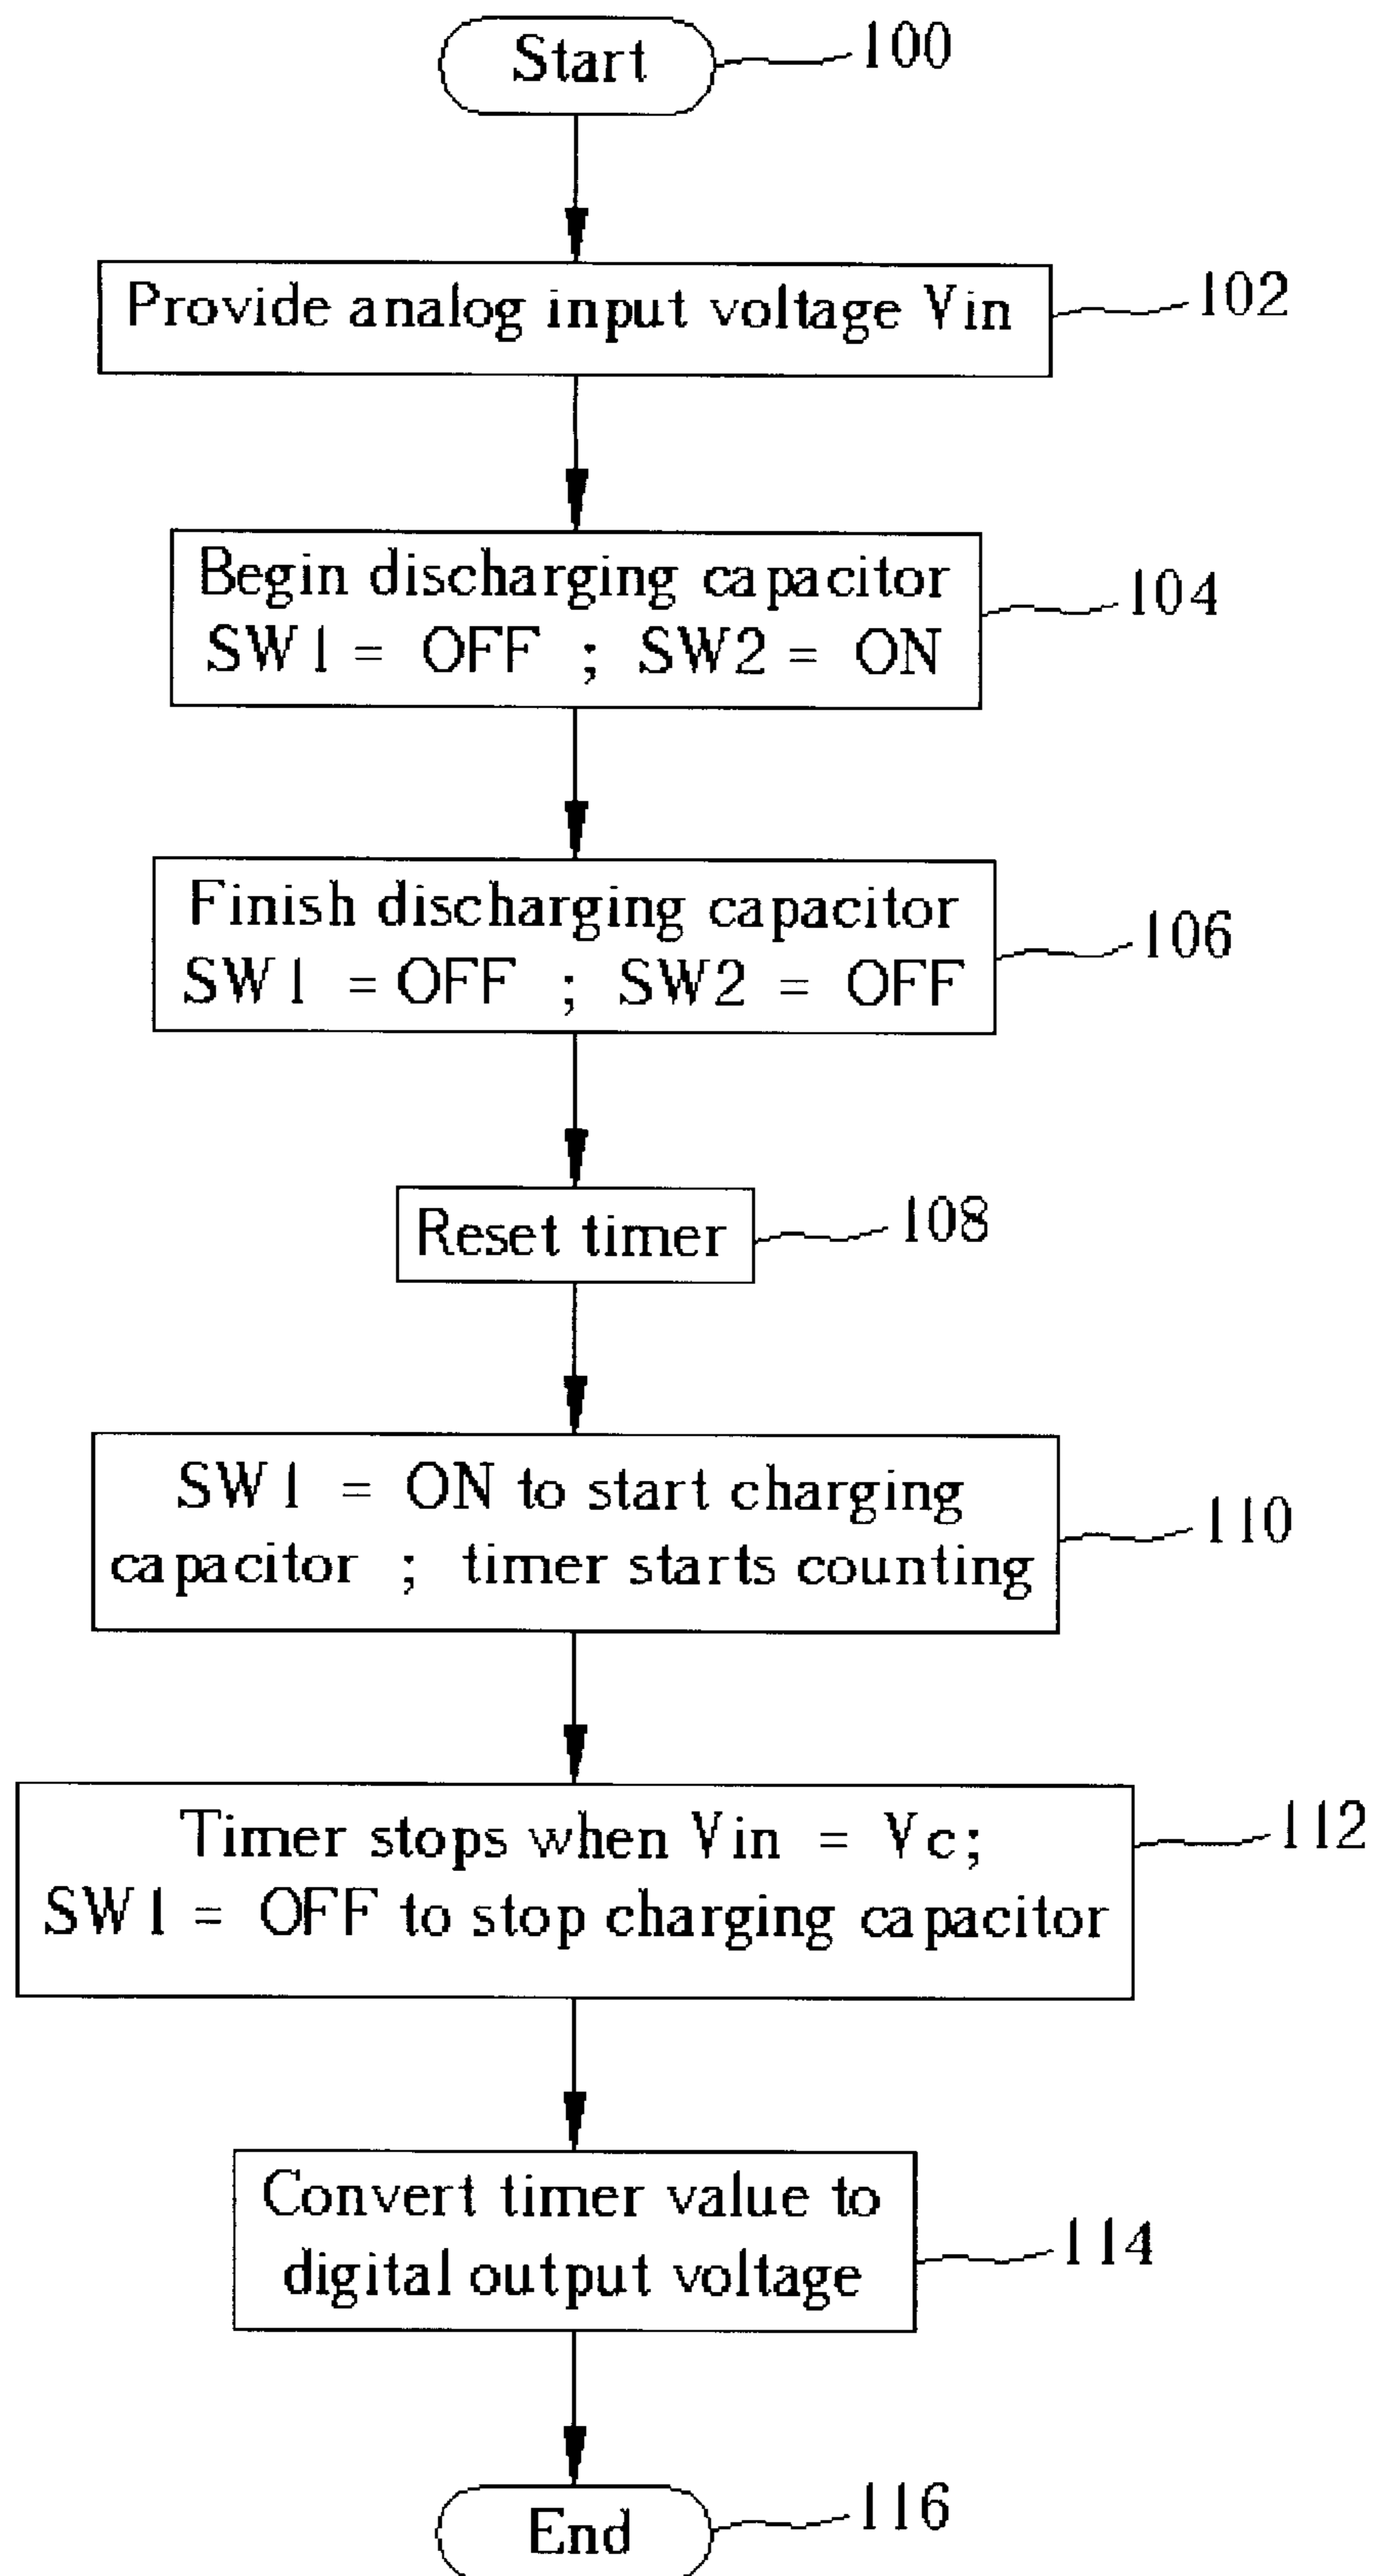 Start
100
Provide analog input voltage Vin
102
Begin discharging capacitor
SW1 = OFF ; SW2 = ON
104
Finish discharging capacitor
SW1 = OFF ; SW2 = OFF
106
Reset timer
108
SW1 = ON to start charging
capacitor ; timer starts counting
110
Timer stops when Vin = Vc;
SW1 = OFF to stop charging capacitor
112
Convert timer value to
digital output voltage
114
End
116